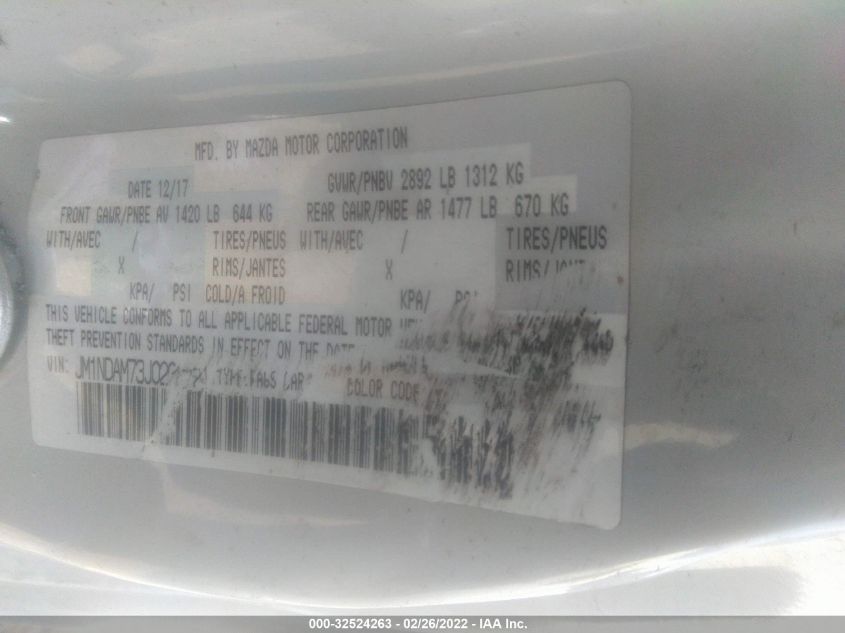 MFD. BY MAZDA MOTOR CORPORATION
DATE 12/17 GVWR/PNBV 2892 LB 1312 KG
FRONT GAWR/PNBE AV 1420 LB 644 KG REAR GAWR/PNBE AR 1477 LB 670 KG
WITH/AVEC / TIRES/PNEUS WITH/AVEC / TIRES/PNEUS
X RIMS/JANTES X
KPA/ PSI COLD/A FROID KPA/
THIS VEHICLE CONFORMS TO ALL APPLICABLE FEDERAL MOTOR
THEFT PREVENTION STANDARDS IN EFFECT ON THE
VIN: COLOR CODE
000-32524263 - 02/26/2022 - IAA Inc.